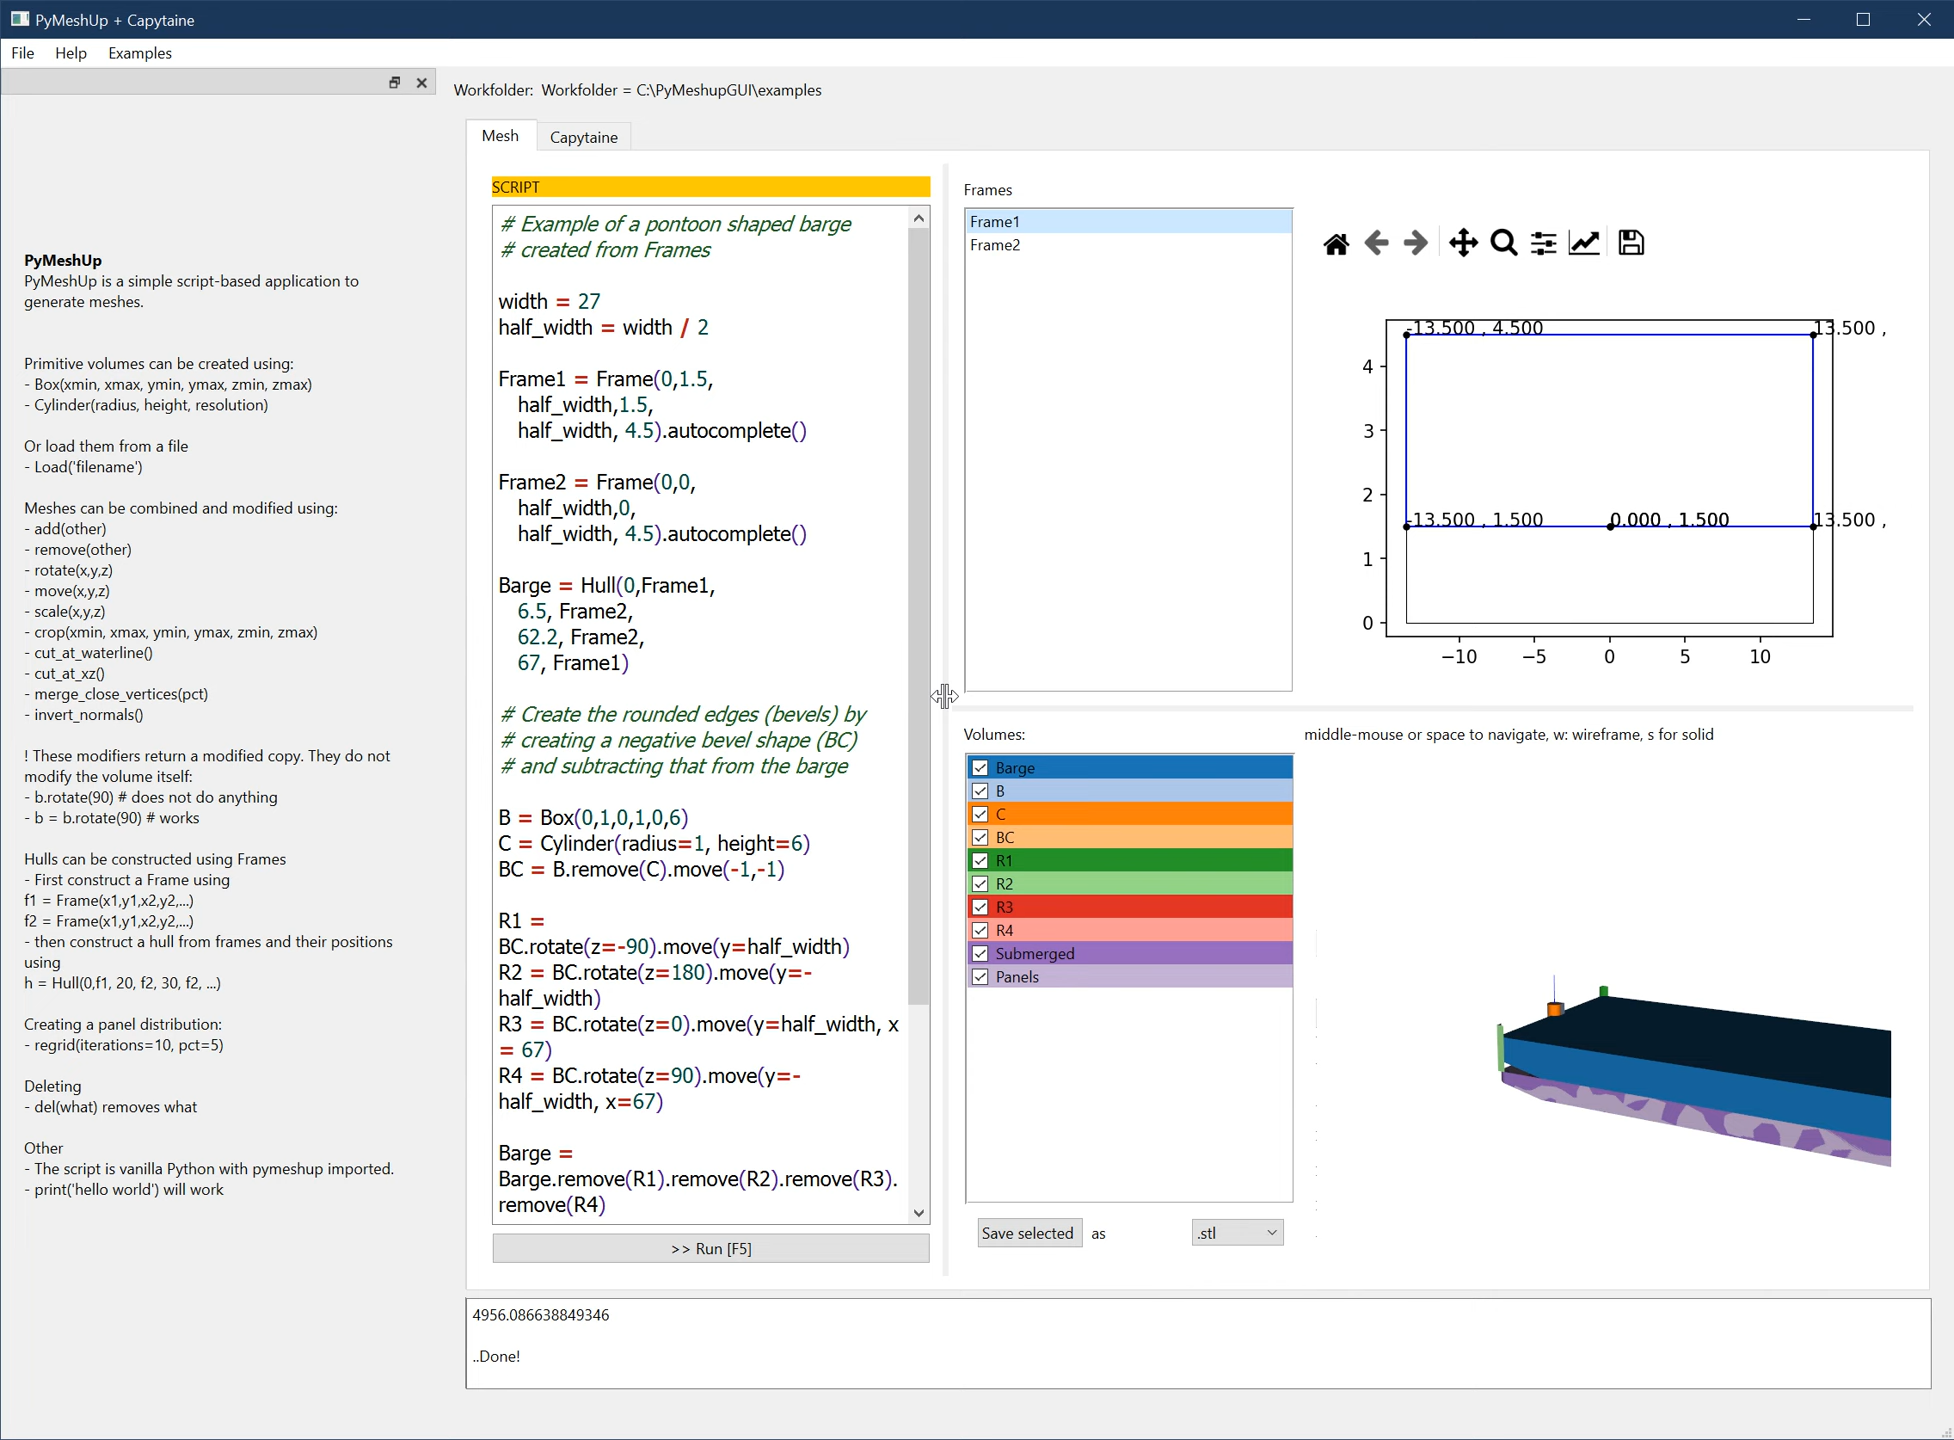 PyMeshUp + Capytaine
File Help Examples
PyMeshUp
PyMeshUp is a simple script-based application to
generate meshes.
Primitive volumes can be created using:
- Box(xmin, xmax, ymin, ymax, zmin, zmax)
- Cylinder(radius, height, resolution)
Or load them from a file
- Load('filename')
Meshes can be combined and modified using:
- add(other)
- remove(other)
- rotate(x,y,z)
- move(x,y,z)
- scale(x,y,z)
- crop(xmin, xmax, ymin, ymax, zmin, zmax)
- cut_at_waterline()
- cut_at_xz()
- merge_close_vertices(pct)
- invert_normals()
! These modifiers return a modified copy. They do not
modify the volume itself:
- b.rotate(90) # does not do anything
- b = b.rotate(90) # works
Hulls can be constructed using Frames
- First construct a Frame using
f1 = Frame(x1,y1,x2,y2,...)
f2 = Frame(x1,y1,x2,y2,...)
- then construct a hull from frames and their positions
using
h = Hull(0,f1, 20, f2, 30, f2, ...)
Creating a panel distribution:
- regrid(iterations=10, pct=5)
Deleting
- del(what) removes what
Other
- The script is vanilla Python with pymeshup imported.
- print('hello world') will work
Workfolder: Workfolder = C:\PyMeshupGUI\examples
Mesh Capytaine
SCRIPT
# Example of a pontoon shaped barge
# created from Frames
width = 27
half_width = width / 2
Frame1 = Frame(0,1.5,
half_width,1.5,
half_width, 4.5).autocomplete()
Frame2 = Frame(0,0,
half_width,0,
half_width, 4.5).autocomplete()
Barge = Hull(0,Frame1,
6.5, Frame2,
62.2, Frame2,
67, Frame1)
# Create the rounded edges (bevels) by
# creating a negative bevel shape (BC)
# and subtracting that from the barge
B = Box(0,1,0,1,0,6)
C = Cylinder(radius=1, height=6)
BC = B.remove(C).move(-1,-1)
R1 =
BC.rotate(z=-90).move(y=half_width)
R2 = BC.rotate(z=180).move(y=-
half_width)
R3 = BC.rotate(z=0).move(y=half_width, x
= 67)
R4 = BC.rotate(z=90).move(y=-
half_width, x=67)
Barge =
Barge.remove(R1).remove(R2).remove(R3).
remove(R4)
>> Run [F5]
Frames
Frame1
Frame2
-13.500 , 4.500
13.500 ,
-13.500 , 1.500
0.000 , 1.500
13.500 ,
4
3
2
1
0
−10 −5 0 5 10
Volumes:
middle-mouse or space to navigate, w: wireframe, s for solid
Barge
B
C
BC
R1
R2
R3
R4
Submerged
Panels
Save selected as .stl
4956.086638849346
..Done!